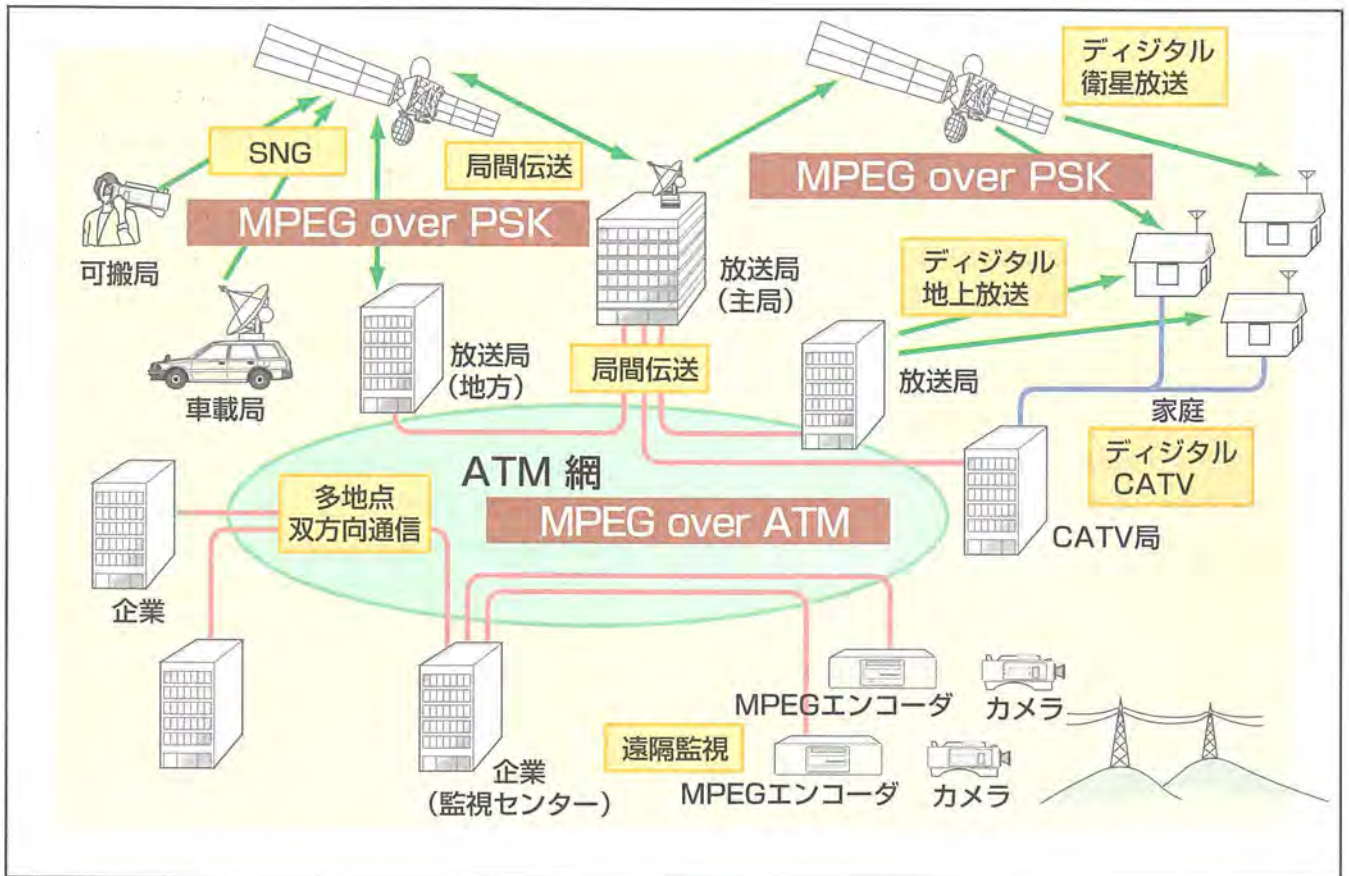 ディジタル
衛星放送
SNG
局間伝送
MPEG over PSK
MPEG over PSK
可搬局
放送局
(主局)
ディジタル
地上放送
車載局
放送局
(地方)
局間伝送
放送局
家庭
ディジタル
CATV
ATM 網
多地点
双方向通信
MPEG over ATM
CATV局
企業
MPEGエンコーダ
カメラ
遠隔監視
企業
(監視センター)
MPEGエンコーダ
カメラ